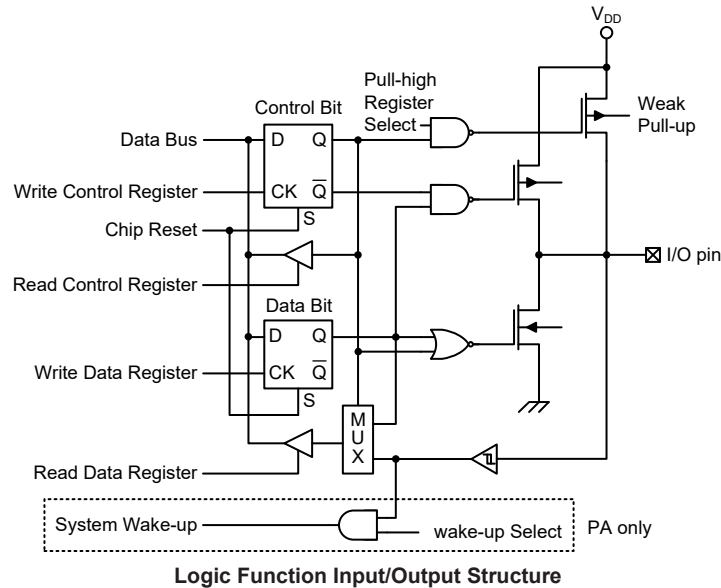 V_DD
Pull-high
Register
Select
Weak
Pull-up
Control Bit
Data Bus
D
Q
Write Control Register
CK
Q̅
S
Chip Reset
I/O pin
Read Control Register
Data Bit
D
Q
Write Data Register
CK
Q̅
S
M
U
X
Read Data Register
System Wake-up
wake-up Select
PA only
Logic Function Input/Output Structure